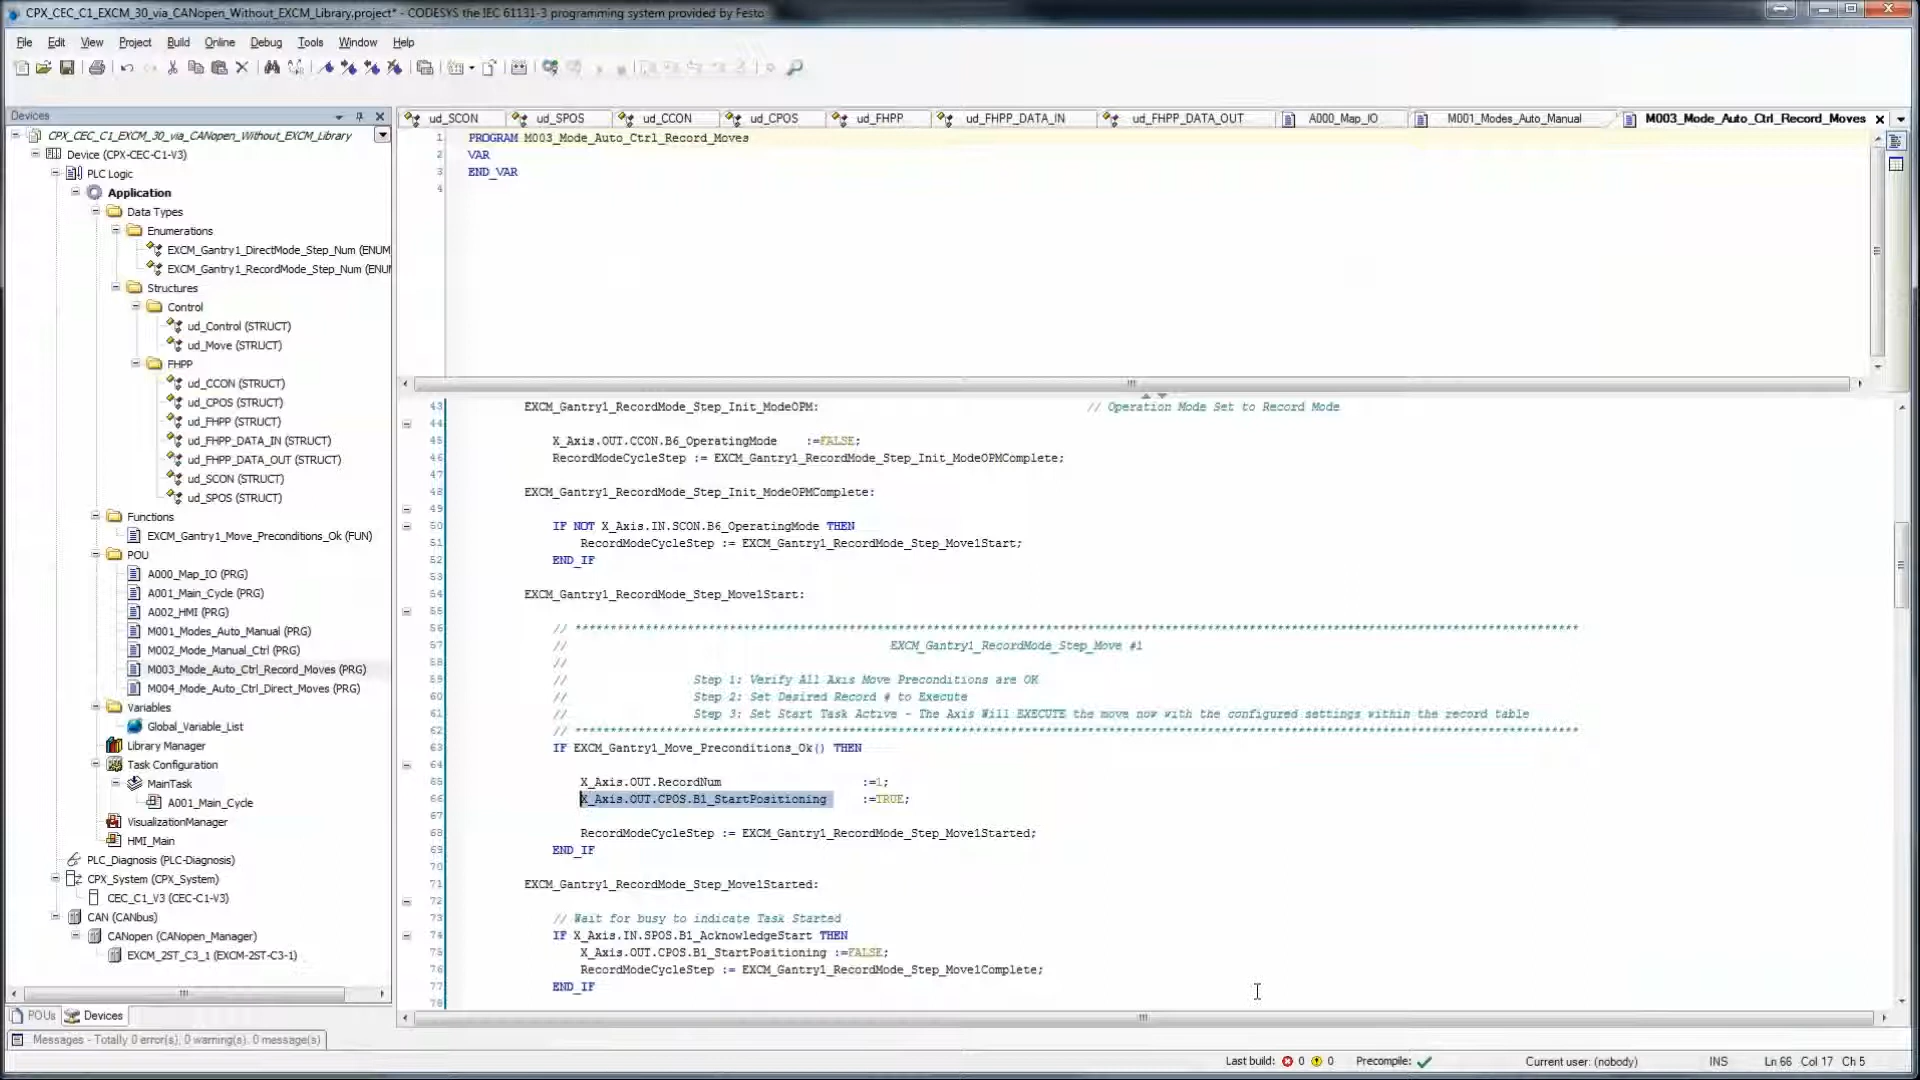 CPX_CEC_C1_EXCM_30_via_CANopen_Without_EXCM_Library.project* - CODESYS the IEC 61131-3 programming system provided by Festo
File Edit View Project Build Online Debug Tools Window Help
Devices
CPX_CEC_C1_EXCM_30_via_CANopen_Without_EXCM_Library
Device (CPX-CEC-C1-V3)
PLC Logic
Application
Data Types
Enumerations
EXCM_Gantry1_DirectMode_Step_Num (ENUM
EXCM_Gantry1_RecordMode_Step_Num (ENU
Structures
Control
ud_Control (STRUCT)
ud_Move (STRUCT)
FHPP
ud_CCON (STRUCT)
ud_CPOS (STRUCT)
ud_FHPP (STRUCT)
ud_FHPP_DATA_IN (STRUCT)
ud_FHPP_DATA_OUT (STRUCT)
ud_SCON (STRUCT)
ud_SPOS (STRUCT)
Functions
EXCM_Gantry1_Move_Preconditions_Ok (FUN)
POU
A000_Map_IO (PRG)
A001_Main_Cycle (PRG)
A002_HMI (PRG)
M001_Modes_Auto_Manual (PRG)
M002_Mode_Manual_Ctrl (PRG)
M003_Mode_Auto_Ctrl_Record_Moves (PRG)
M004_Mode_Auto_Ctrl_Direct_Moves (PRG)
Variables
Global_Variable_List
Library Manager
Task Configuration
MainTask
A001_Main_Cycle
VisualizationManager
HMI_Main
PLC_Diagnosis (PLC-Diagnosis)
CPX_System (CPX_System)
CEC_C1_V3 (CEC-C1-V3)
CAN (CANbus)
CANopen (CANopen_Manager)
EXCM_2ST_C3_1 (EXCM-2ST-C3-1)
POUs Devices
ud_SCON ud_SPOS ud_CCON ud_CPOS ud_FHPP ud_FHPP_DATA_IN ud_FHPP_DATA_OUT A000_Map_IO M001_Modes_Auto_Manual M003_Mode_Auto_Ctrl_Record_Moves
1 PROGRAM M003_Mode_Auto_Ctrl_Record_Moves
2 VAR
3 END_VAR
4
43 EXCM_Gantry1_RecordMode_Step_Init_ModeOPM: // Operation Mode Set to Record Mode
44
45 X_Axis.OUT.CCON.B6_OperatingMode :=FALSE;
46 RecordModeCycleStep := EXCM_Gantry1_RecordMode_Step_Init_ModeOPMComplete;
47
48 EXCM_Gantry1_RecordMode_Step_Init_ModeOPMComplete:
49
50 IF NOT X_Axis.IN.SCON.B6_OperatingMode THEN
51 RecordModeCycleStep := EXCM_Gantry1_RecordMode_Step_Move1Start;
52 END_IF
53
54 EXCM_Gantry1_RecordMode_Step_Move1Start:
55
56 // ************************************************************
57 // EXCM_Gantry1_RecordMode_Step_Move #1
58 //
59 // Step 1: Verify All Axis Move Preconditions are OK
60 // Step 2: Set Desired Record # to Execute
61 // Step 3: Set Start Task Active - The Axis Will EXECUTE the move now with the configured settings within the record table
62 // ************************************************************
63 IF EXCM_Gantry1_Move_Preconditions_Ok() THEN
64
65 X_Axis.OUT.RecordNum :=1;
66 X_Axis.OUT.CPOS.B1_StartPositioning :=TRUE;
67
68 RecordModeCycleStep := EXCM_Gantry1_RecordMode_Step_Move1Started;
69 END_IF
70
71 EXCM_Gantry1_RecordMode_Step_Move1Started:
72
73 // Wait for busy to indicate Task Started
74 IF X_Axis.IN.SPOS.B1_AcknowledgeStart THEN
75 X_Axis.OUT.CPOS.B1_StartPositioning :=FALSE;
76 RecordModeCycleStep := EXCM_Gantry1_RecordMode_Step_Move1Complete;
77 END_IF
78
Messages - Totally 0 error(s), 0 warning(s), 0 message(s)
Last build: 0 0 Precompile: Current user: (nobody) INS Ln 66 Col 17 Ch 5